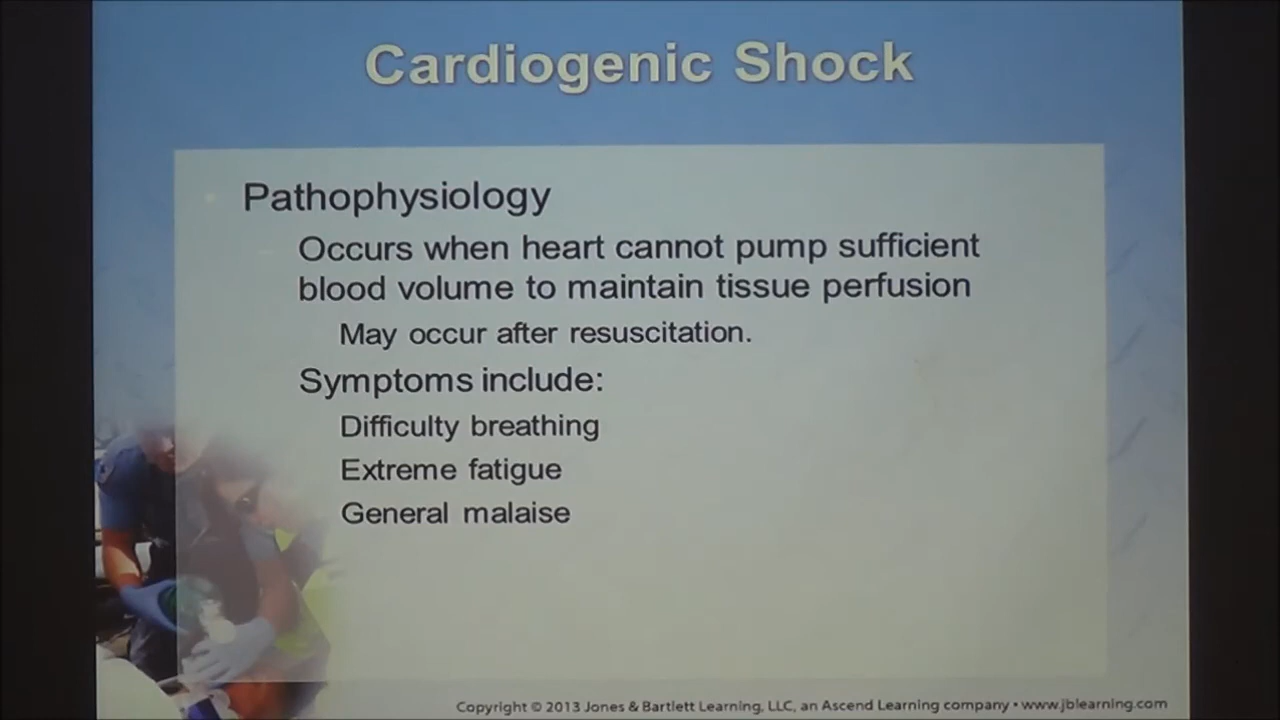 Cardiogenic Shock
Pathophysiology
Occurs when heart cannot pump sufficient
blood volume to maintain tissue perfusion
May occur after resuscitation.
Symptoms include:
Difficulty breathing
Extreme fatigue
General malaise
Copyright © 2013 Jones & Bartlett Learning, LLC, an Ascend Learning company • www.jblearning.com